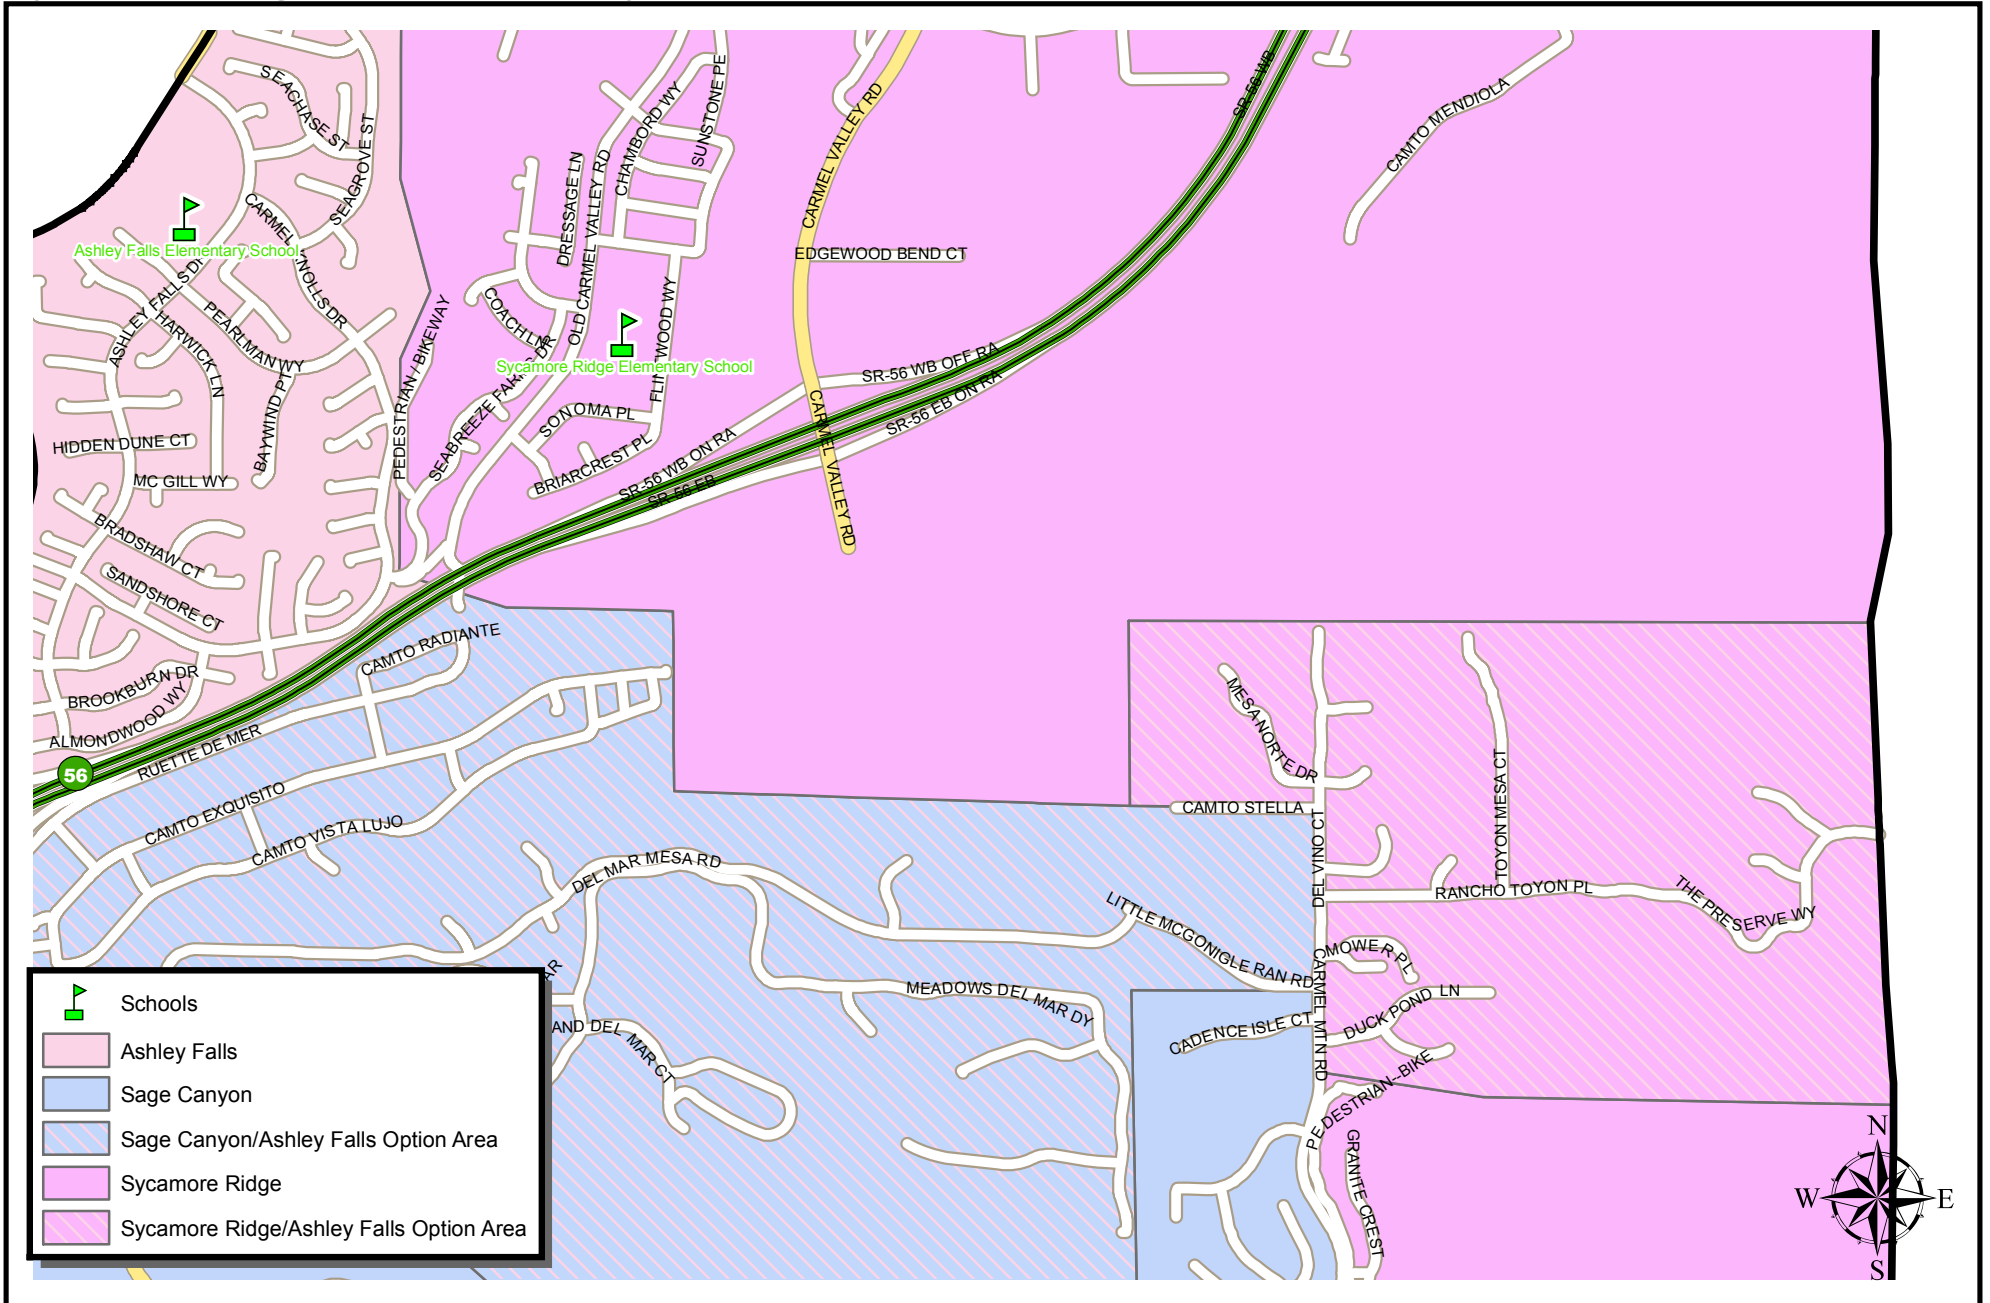 SEACHASE ST
SEAGROVE ST
SUNSTONE PE
CHAMBORD WY
CARMEL VALLEY RD
SR-56 WB
CAMTO MENDIOLA
DRESSAGE LN
OLD CARMEL VALLEY RD
Ashley Falls Elementary School
CARMEL KNOLLS DR
ASHLEY FALLS DR
EDGEWOOD BEND CT
COACH LN
PEARLMAN WY
HARWICK LN
FLINTWOOD WY
PEDESTRIAN / BIKEWAY
Sycamore Ridge Elementary School
SEABREEZE FARMS DR
SR-56 WB OFF RA
SR-56 EB ON RA
CARMEL VALLEY RD
BAYWIND PT
SONOMA PL
HIDDEN DUNE CT
BRIARCREST PL
SR-56 WB ON RA
SR-56 EB
MC GILL WY
BRADSHAW CT
SANDSHORE CT
CAMTO RADIANTE
BROOKBURN DR
ALMONDWOOD WY
RUETTE DE MER
56
MESA NORTE DR
TOYON MESA CT
CAMTO EXQUISITO
CAMTO VISTA LUJO
CAMTO STELLA
DEL VINO CT
DEL MAR MESA RD
RANCHO TOYON PL
THE PRESERVE WY
LITTLE MCGONIGLE RAN RD
MOWER PL
CARMEL MTN RD
MEADOWS DEL MAR DY
DUCK POND LN
CADENCE ISLE CT
AR
AND DEL MAR CT
PEDESTRIAN--BIKE
GRANITE CREST
Schools
Ashley Falls
Sage Canyon
Sage Canyon/Ashley Falls Option Area
Sycamore Ridge
Sycamore Ridge/Ashley Falls Option Area
N
W
E
S